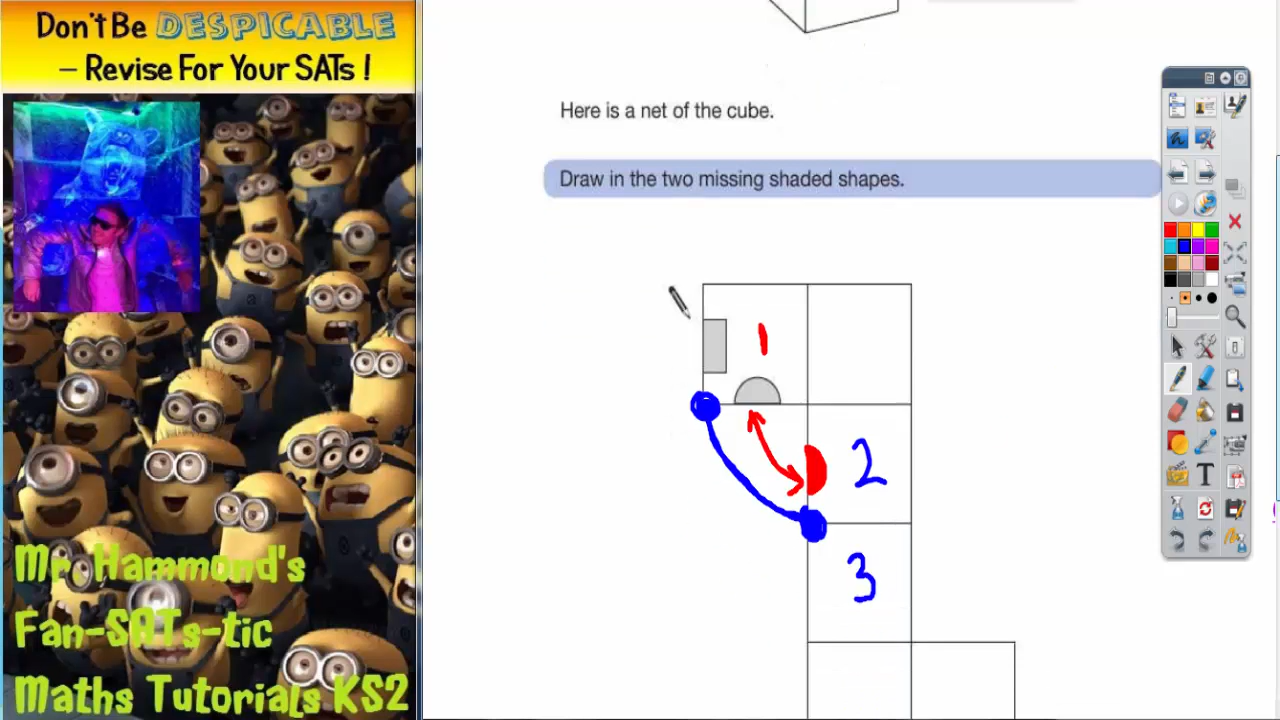 Don't Be DESPICABLE
– Revise For Your SATs !
Mr. Hammond's
Fan-SATs-tic
Maths Tutorials KS2
Here is a net of the cube.
Draw in the two missing shaded shapes.
1
2
3